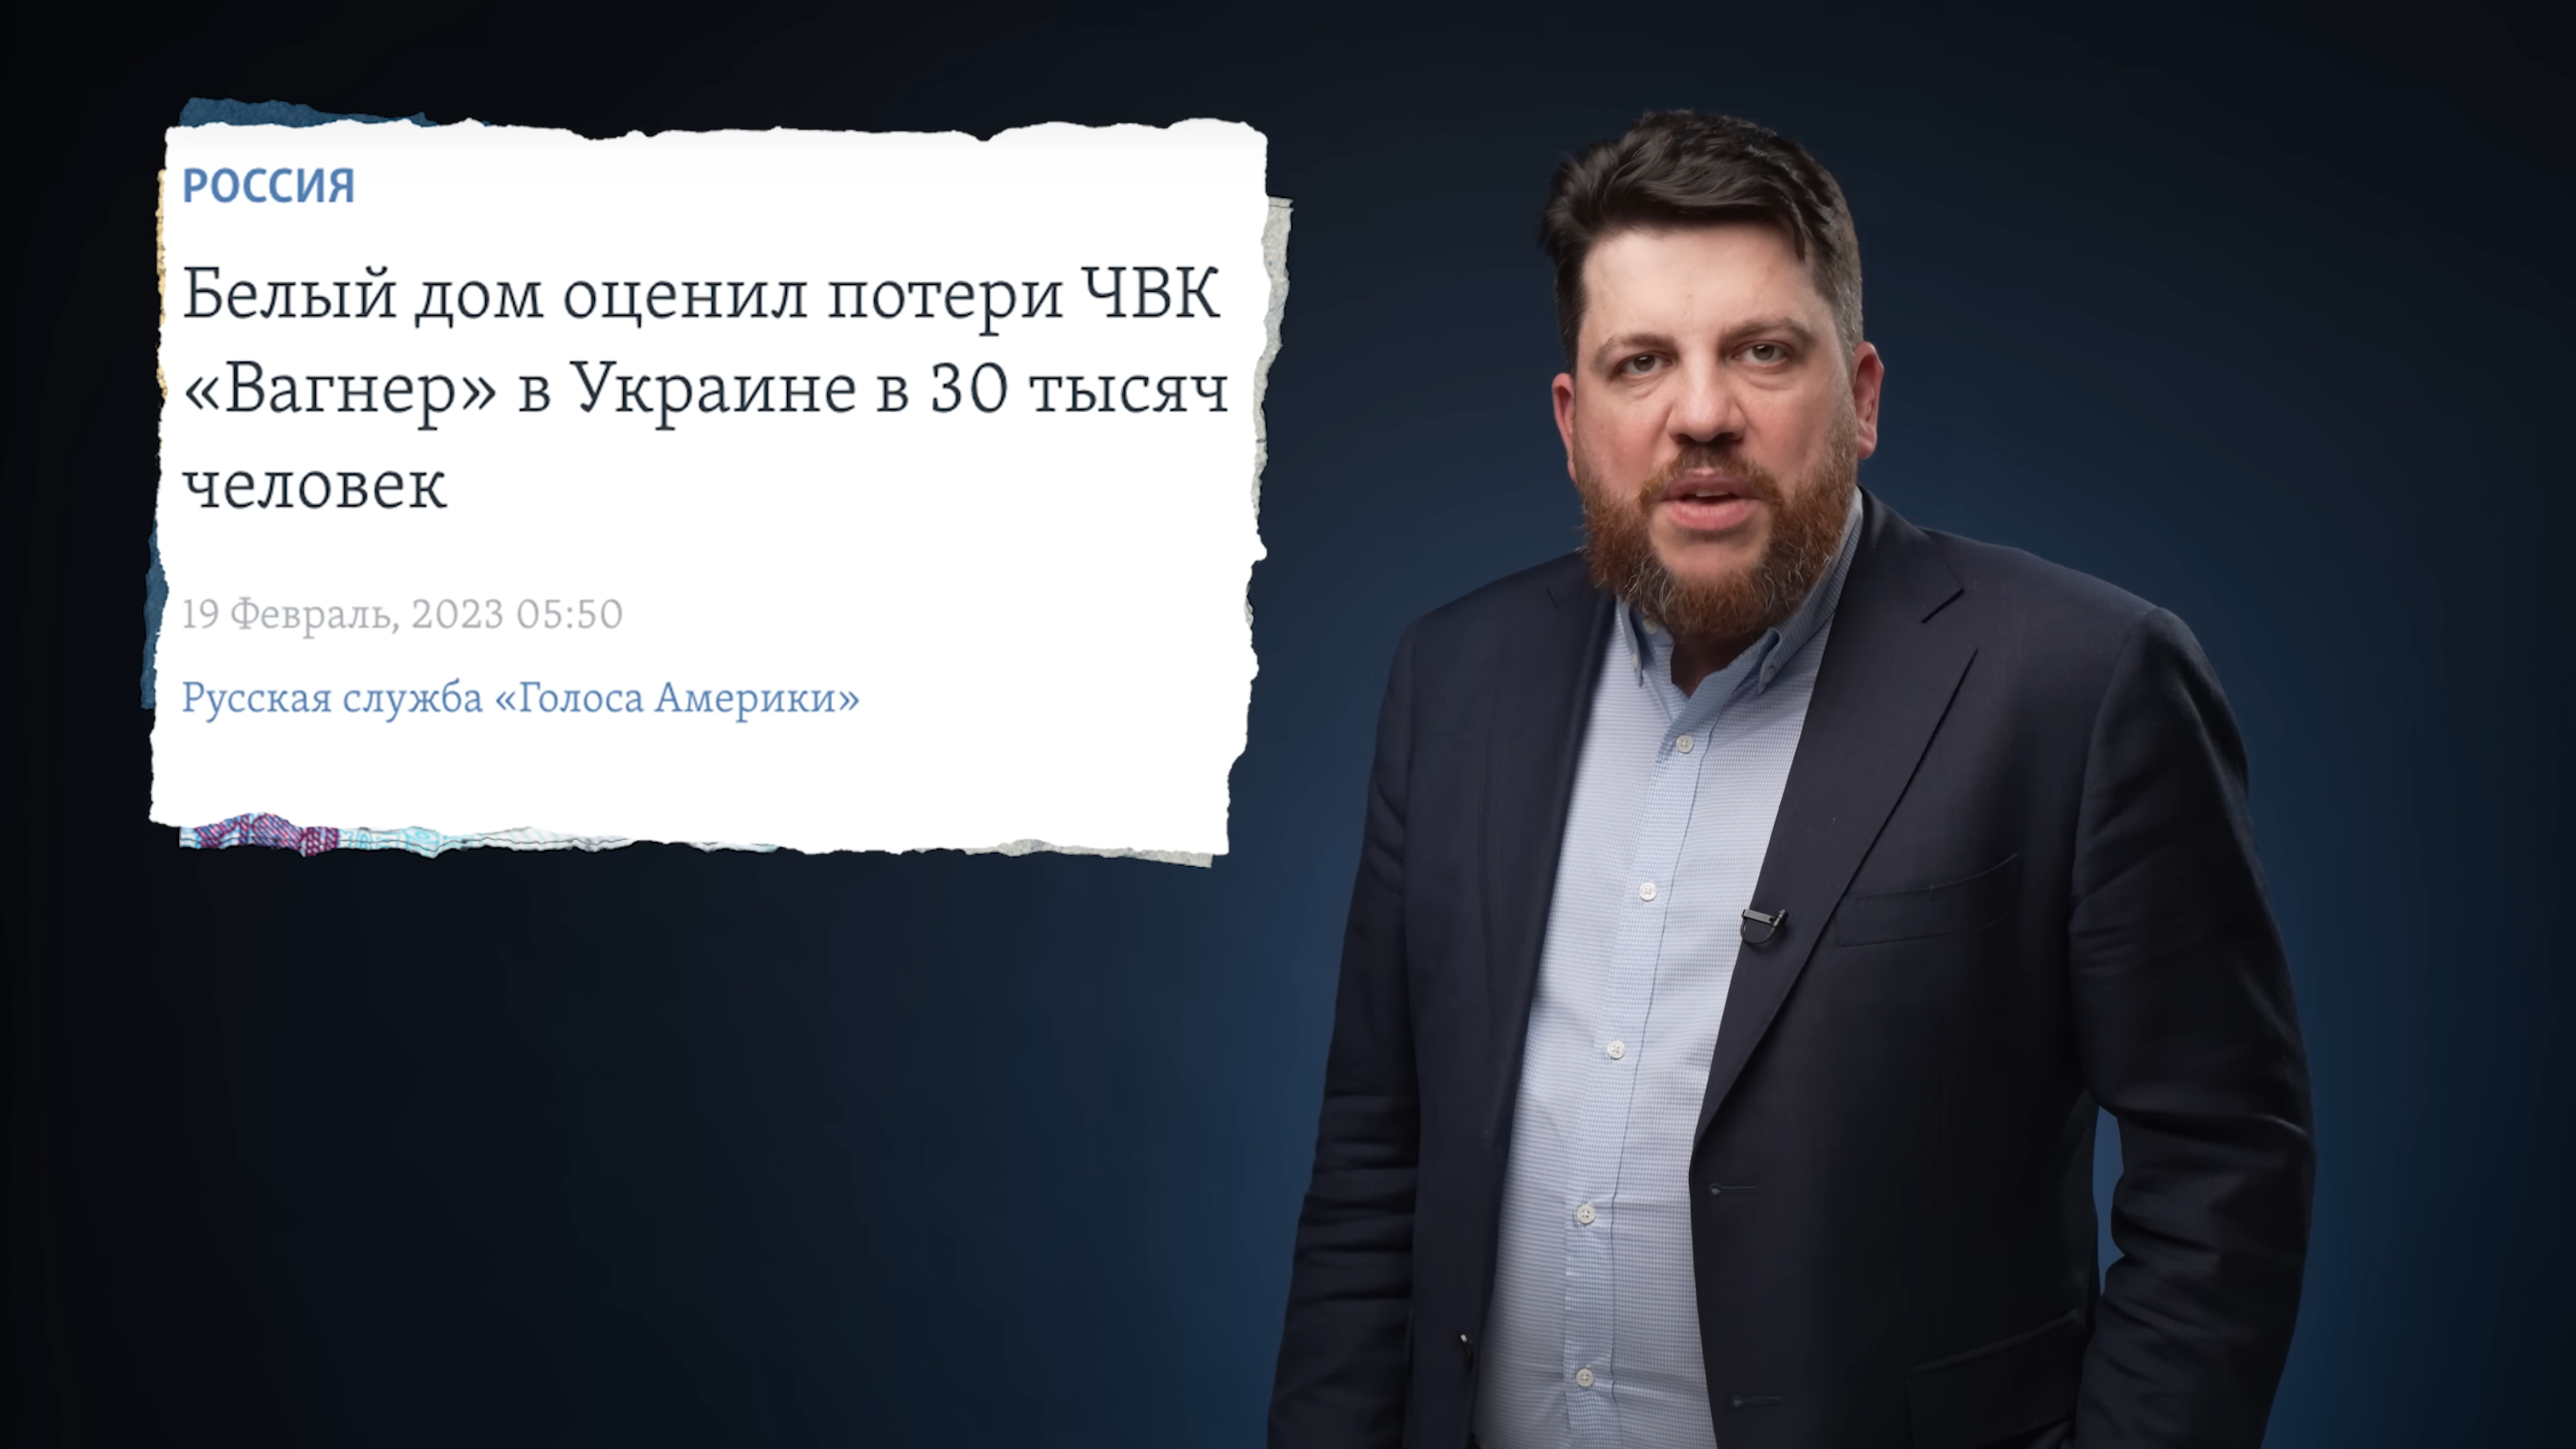 РОССИЯ
Белый дом оценил потери ЧВК
«Вагнер» в Украине в 30 тысяч
человек
19 Февраль, 2023 05:50
Русская служба «Голоса Америки»